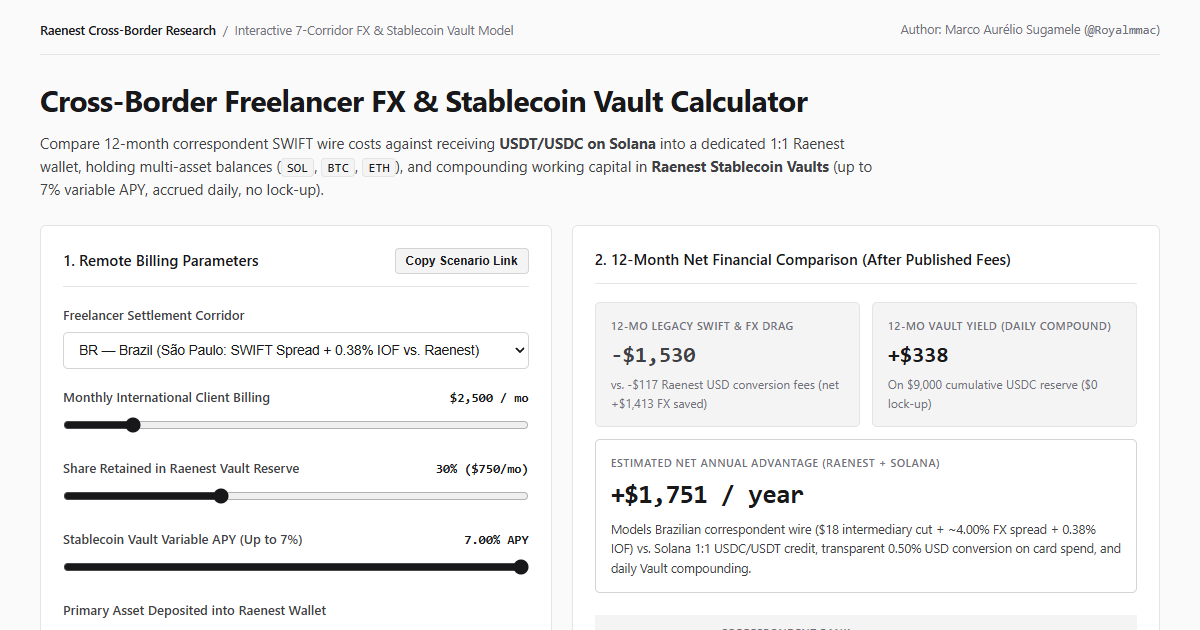 Raenest Cross-Border Research / Interactive 7-Corridor FX & Stablecoin Vault Model
Author: Marco Aurélio Sugamele (@Royalmmac)
Cross-Border Freelancer FX & Stablecoin Vault Calculator
Compare 12-month correspondent SWIFT wire costs against receiving USDT/USDC on Solana into a dedicated 1:1 Raenest
wallet, holding multi-asset balances ( SOL , BTC , ETH ), and compounding working capital in Raenest Stablecoin Vaults (up to
7% variable APY, accrued daily, no lock-up).
1. Remote Billing Parameters
Copy Scenario Link
Freelancer Settlement Corridor
BR — Brazil (São Paulo: SWIFT Spread + 0.38% IOF vs. Raenest)
Monthly International Client Billing
$2,500 / mo
Share Retained in Raenest Vault Reserve
30% ($750/mo)
Stablecoin Vault Variable APY (Up to 7%)
7.00% APY
Primary Asset Deposited into Raenest Wallet
2. 12-Month Net Financial Comparison (After Published Fees)
12-MO LEGACY SWIFT & FX DRAG
-$1,530
vs. -$117 Raenest USD conversion fees (net
+$1,413 FX saved)
12-MO VAULT YIELD (DAILY COMPOUND)
+$338
On $9,000 cumulative USDC reserve ($0
lock-up)
ESTIMATED NET ANNUAL ADVANTAGE (RAENEST + SOLANA)
+$1,751 / year
Models Brazilian correspondent wire ($18 intermediary cut + ~4.00% FX spread + 0.38%
IOF) vs. Solana 1:1 USDC/USDT credit, transparent 0.50% USD conversion on card spend, and
daily Vault compounding.